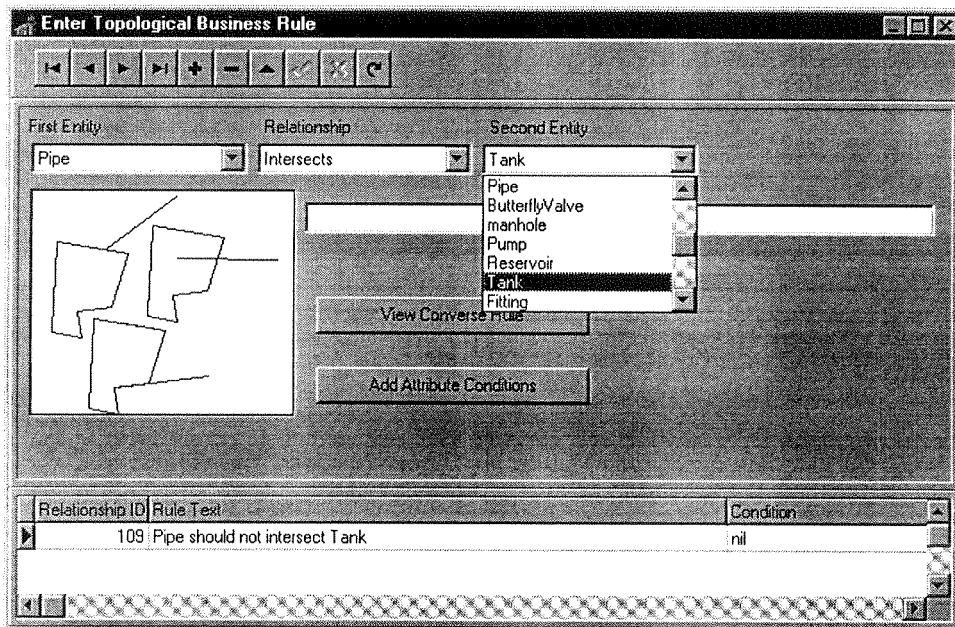 Enter Topological Business Rule
First Entity Relationship Second Entity
Pipe Intersects Tank
Pipe
ButterflyValve
manhole
Pump
Reservoir
Tank
Fitting
View Converse Rule
Add Attribute Conditions
Relationship ID Rule Text Condition
109 Pipe should not intersect Tank nil